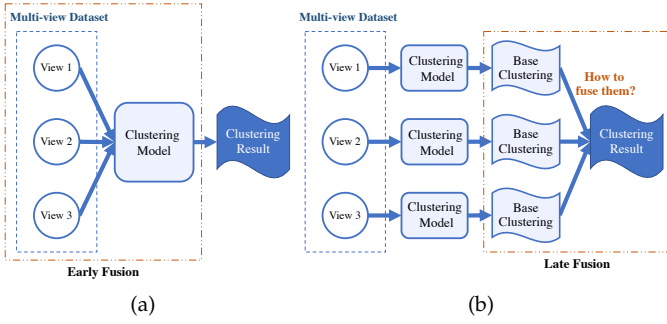 Multi-view Dataset
View 1
View 2
View 3
Clustering
Model
Clustering
Result
Early Fusion
(a)
Multi-view Dataset
View 1
Clustering
Model
Base
Clustering
View 2
Clustering
Model
Base
Clustering
View 3
Clustering
Model
Base
Clustering
How to
fuse them?
Clustering
Result
Late Fusion
(b)